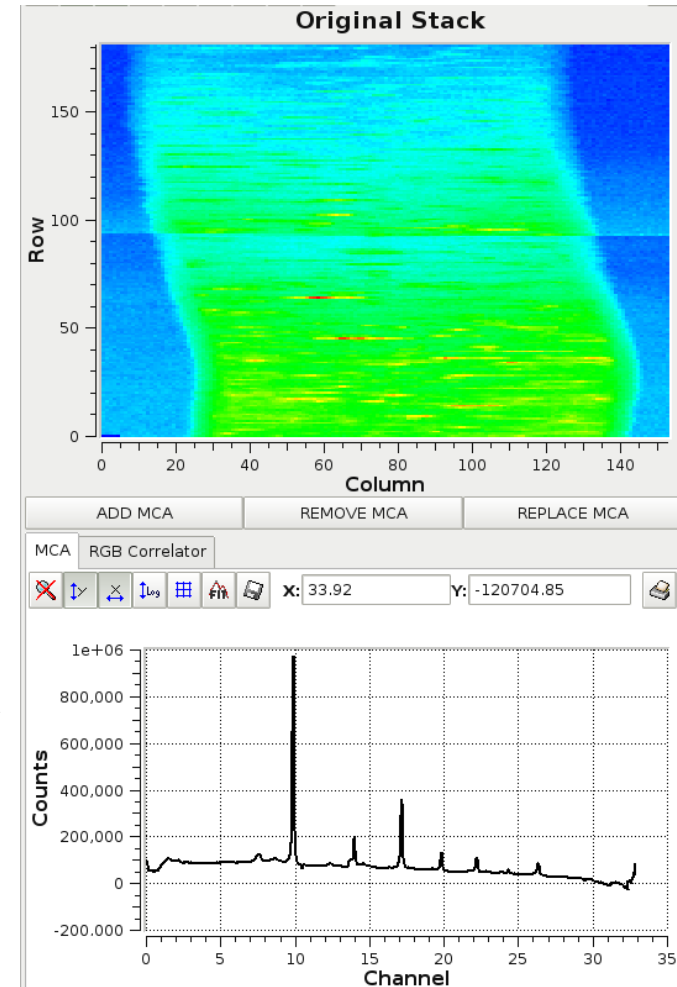 Original Stack
150
100
50
0
Row
0 20 40 60 80 100 120 140
Column
ADD MCA REMOVE MCA REPLACE MCA
MCA RGB Correlator
Log FIT X: 33.92 Y: -120704.85
1e+06
800,000
600,000
400,000
200,000
0
-200.000
Counts
0 5 10 15 20 25 30 35
Channel